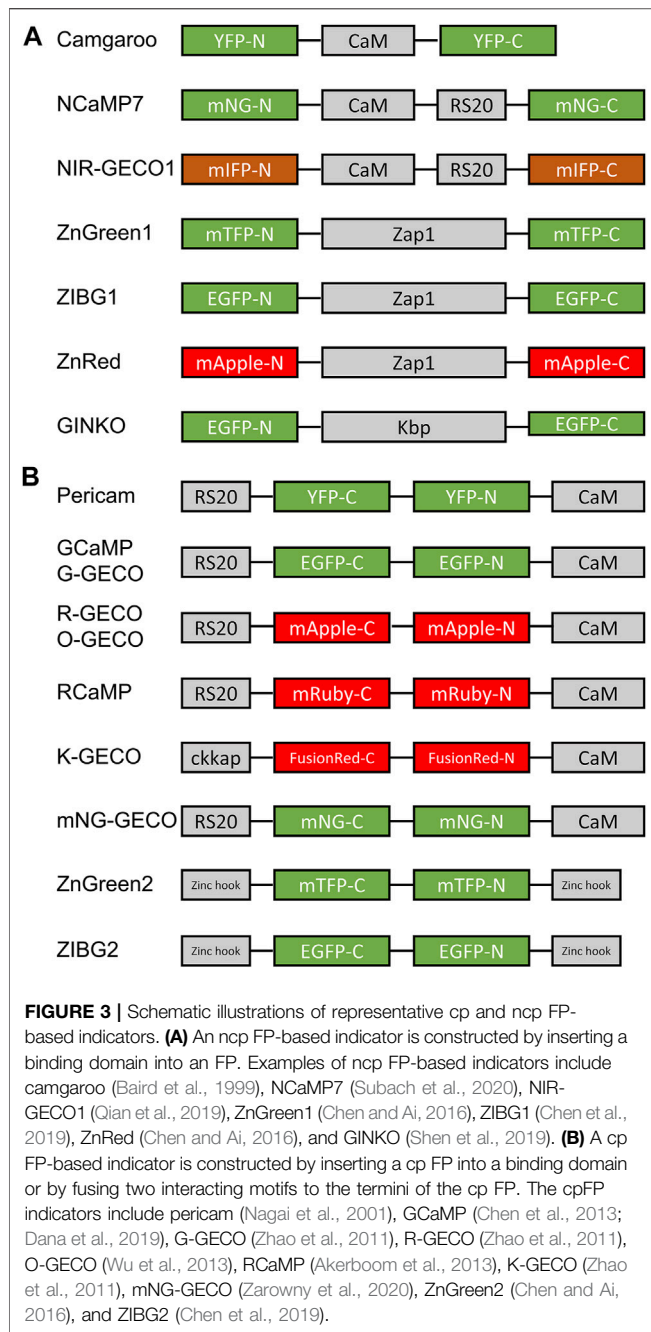 A
Camgaroo YFP-N CaM YFP-C
NCaMP7 mNG-N CaM RS20 mNG-C
NIR-GECO1 mIFP-N CaM RS20 mIFP-C
ZnGreen1 mTFP-N Zap1 mTFP-C
ZIBG1 EGFP-N Zap1 EGFP-C
ZnRed mApple-N Zap1 mApple-C
GINKO EGFP-N Kbp EGFP-C
B
Pericam RS20 YFP-C YFP-N CaM
GCaMP
G-GECO RS20 EGFP-C EGFP-N CaM
R-GECO
O-GECO RS20 mApple-C mApple-N CaM
RCaMP RS20 mRuby-C mRuby-N CaM
K-GECO ckkap FusionRed-C FusionRed-N CaM
mNG-GECO RS20 mNG-C mNG-N CaM
ZnGreen2 Zinc hook mTFP-C mTFP-N Zinc hook
ZIBG2 Zinc hook EGFP-C EGFP-N Zinc hook
FIGURE 3 | Schematic illustrations of representative cp and ncp FP-
based indicators. (A) An ncp FP-based indicator is constructed by inserting a
binding domain into an FP. Examples of ncp FP-based indicators include
camgaroo (Baird et al., 1999), NCaMP7 (Subach et al., 2020), NIR-
GECO1 (Qian et al., 2019), ZnGreen1 (Chen and Ai, 2016), ZIBG1 (Chen et al.,
2019), ZnRed (Chen and Ai, 2016), and GINKO (Shen et al., 2019). (B) A cp
FP-based indicator is constructed by inserting a cp FP into a binding domain
or by fusing two interacting motifs to the termini of the cp FP. The cpFP
indicators include pericam (Nagai et al., 2001), GCaMP (Chen et al., 2013;
Dana et al., 2019), G-GECO (Zhao et al., 2011), R-GECO (Zhao et al., 2011),
O-GECO (Wu et al., 2013), RCaMP (Akerboom et al., 2013), K-GECO (Zhao
et al., 2011), mNG-GECO (Zarowny et al., 2020), ZnGreen2 (Chen and Ai,
2016), and ZIBG2 (Chen et al., 2019).